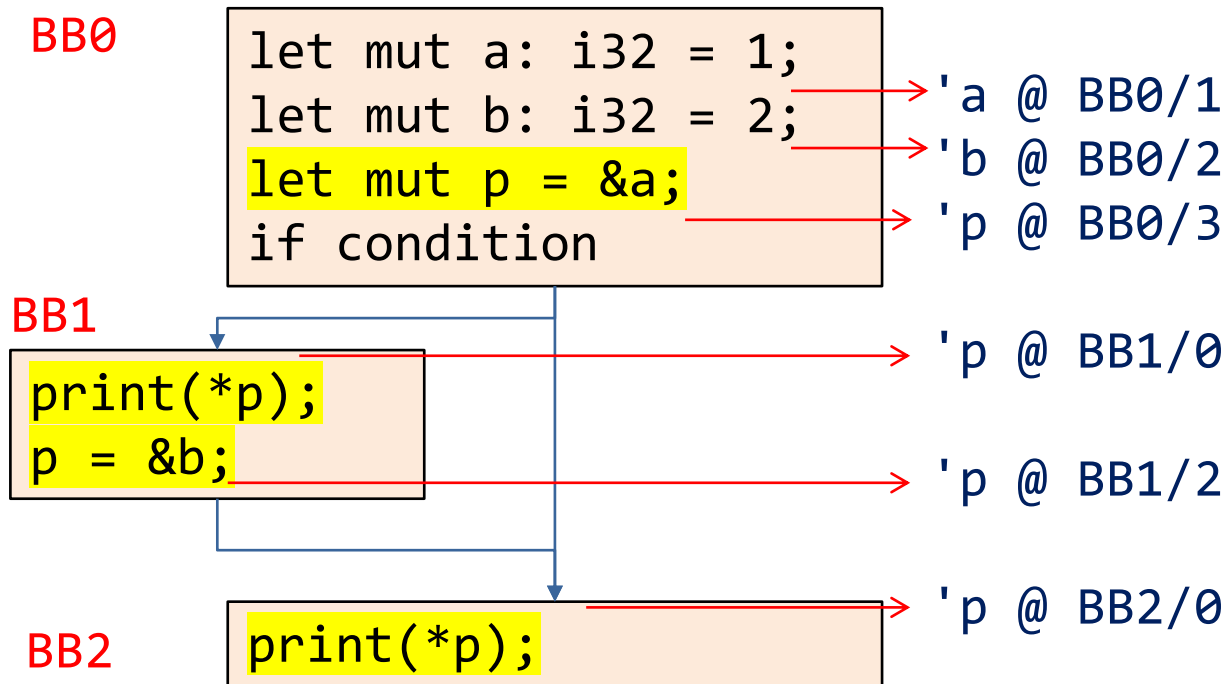 BB0
let mut a: i32 = 1;
let mut b: i32 = 2;
let mut p = &a;
if condition
'a @ BB0/1
'b @ BB0/2
'p @ BB0/3
BB1
print(*p);
p = &b;
'p @ BB1/0
'p @ BB1/2
BB2
print(*p);
'p @ BB2/0